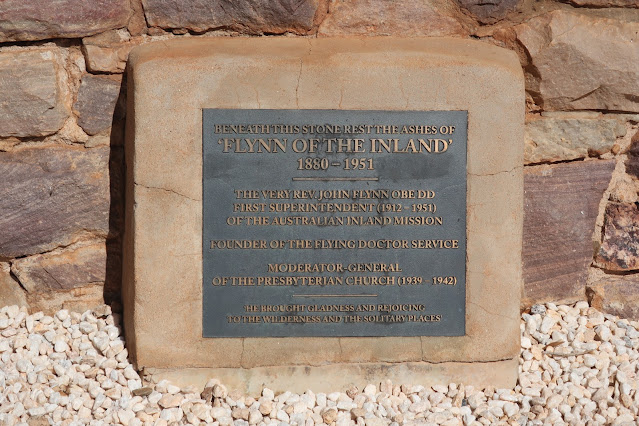 BENEATH THIS STONE REST THE ASHES OF
'FLYNN OF THE INLAND'
1880 – 1951
THE VERY REV. JOHN FLYNN OBE DD
FIRST SUPERINTENDENT (1912 – 1951)
OF THE AUSTRALIAN INLAND MISSION
FOUNDER OF THE FLYING DOCTOR SERVICE
MODERATOR-GENERAL
OF THE PRESBYTERIAN CHURCH (1939 – 1942)
'HE BROUGHT GLADNESS AND REJOICING
TO THE WILDERNESS AND THE SOLITARY PLACES'